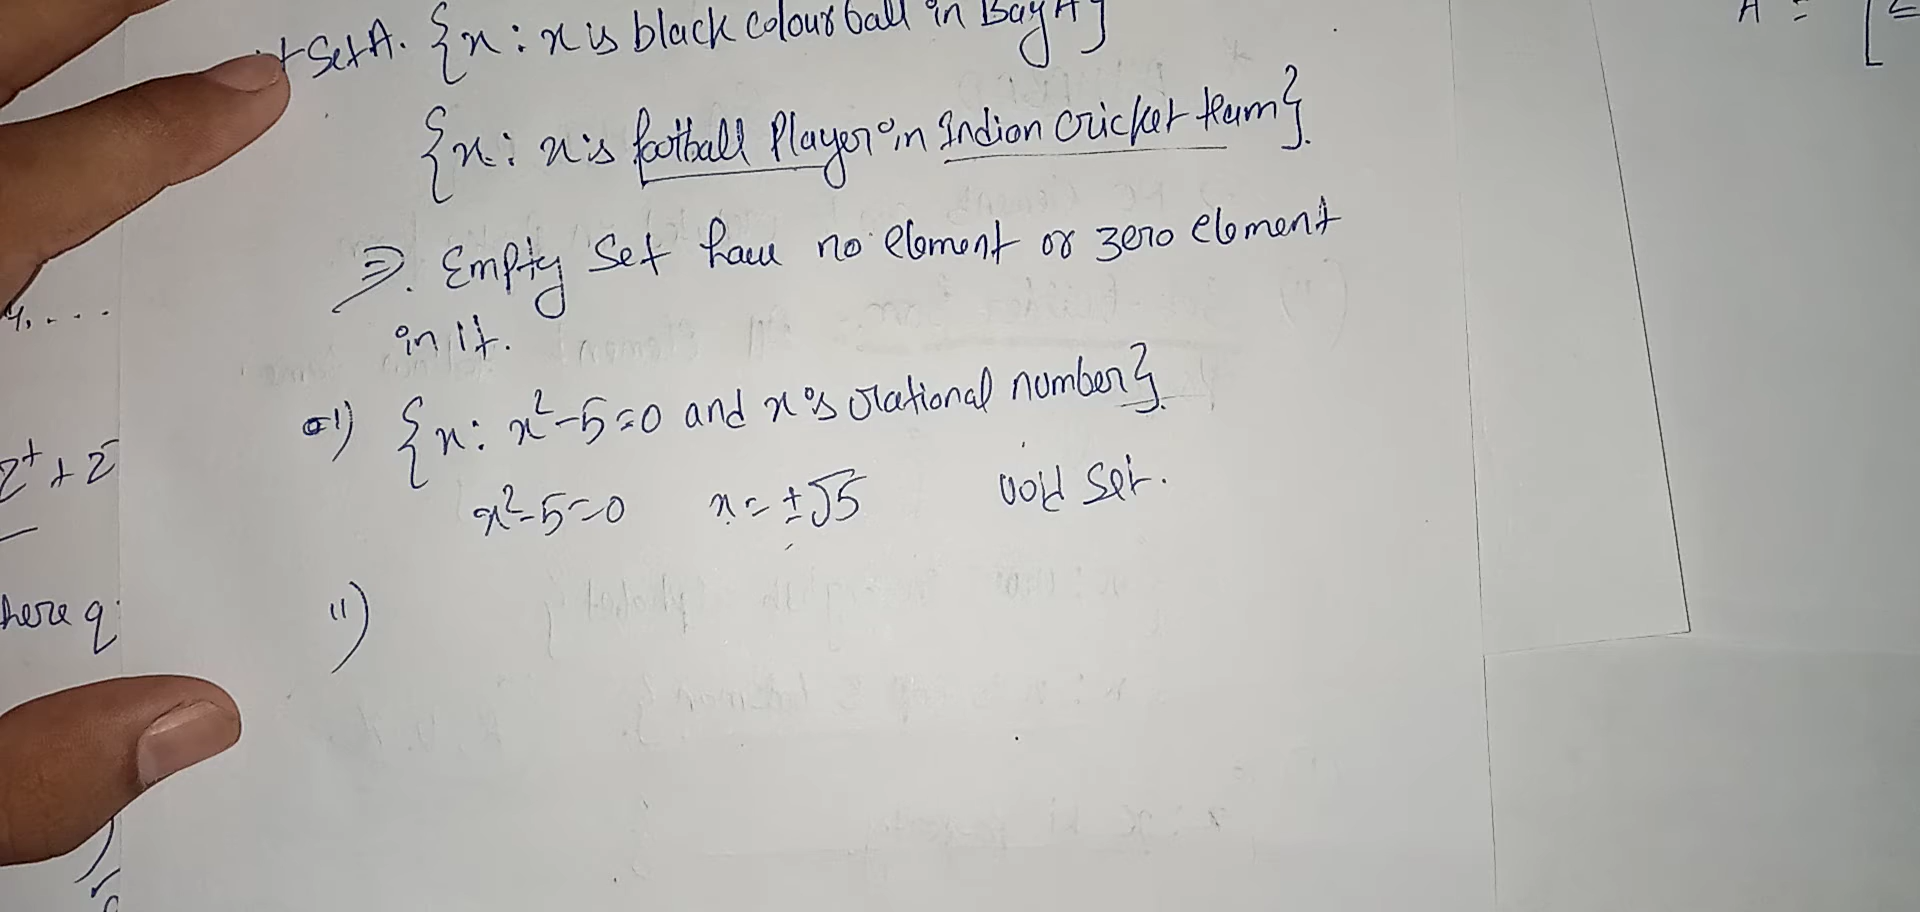 Set A. {x : x is black colour ball in Bag A}
A = [
{x : x is football Player in Indian Cricket team}.
⇒. Empty Set have no element or zero element
in it.
4, . . .
i) {x : x²-5=0 and x is rational number}.
x²-5=0 x = ±√5 void set.
Z⁺ + Z⁻
here q
ii)